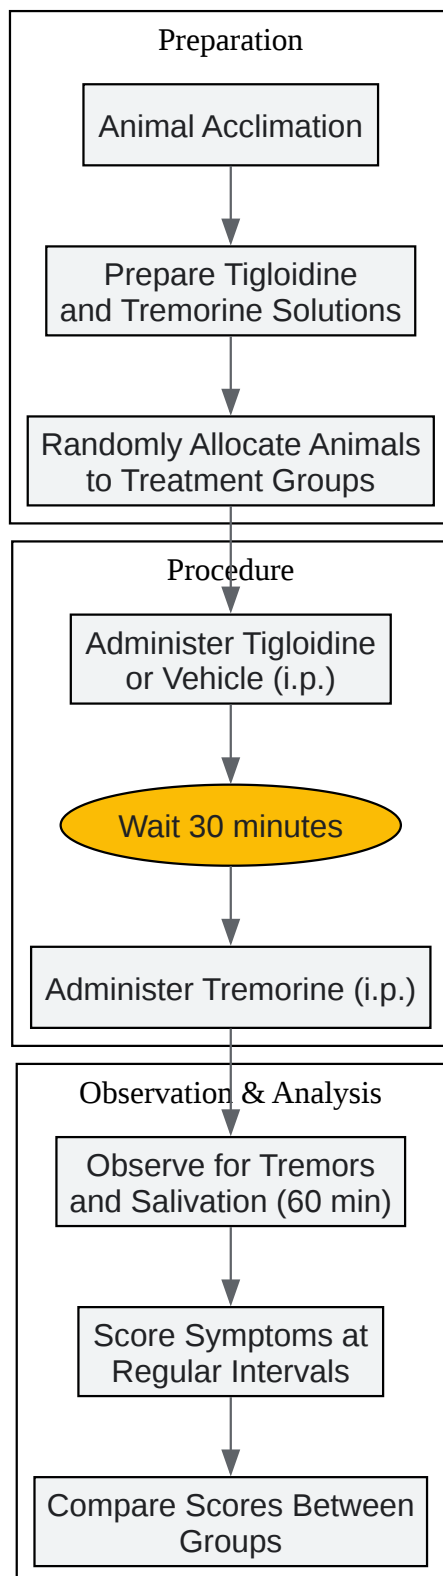 Preparation
Animal Acclimation
Prepare Tigloidine
and Tremorine Solutions
Randomly Allocate Animals
to Treatment Groups
Procedure
Administer Tigloidine
or Vehicle (i.p.)
Wait 30 minutes
Administer Tremorine (i.p.)
Observation & Analysis
Observe for Tremors
and Salivation (60 min)
Score Symptoms at
Regular Intervals
Compare Scores Between
Groups